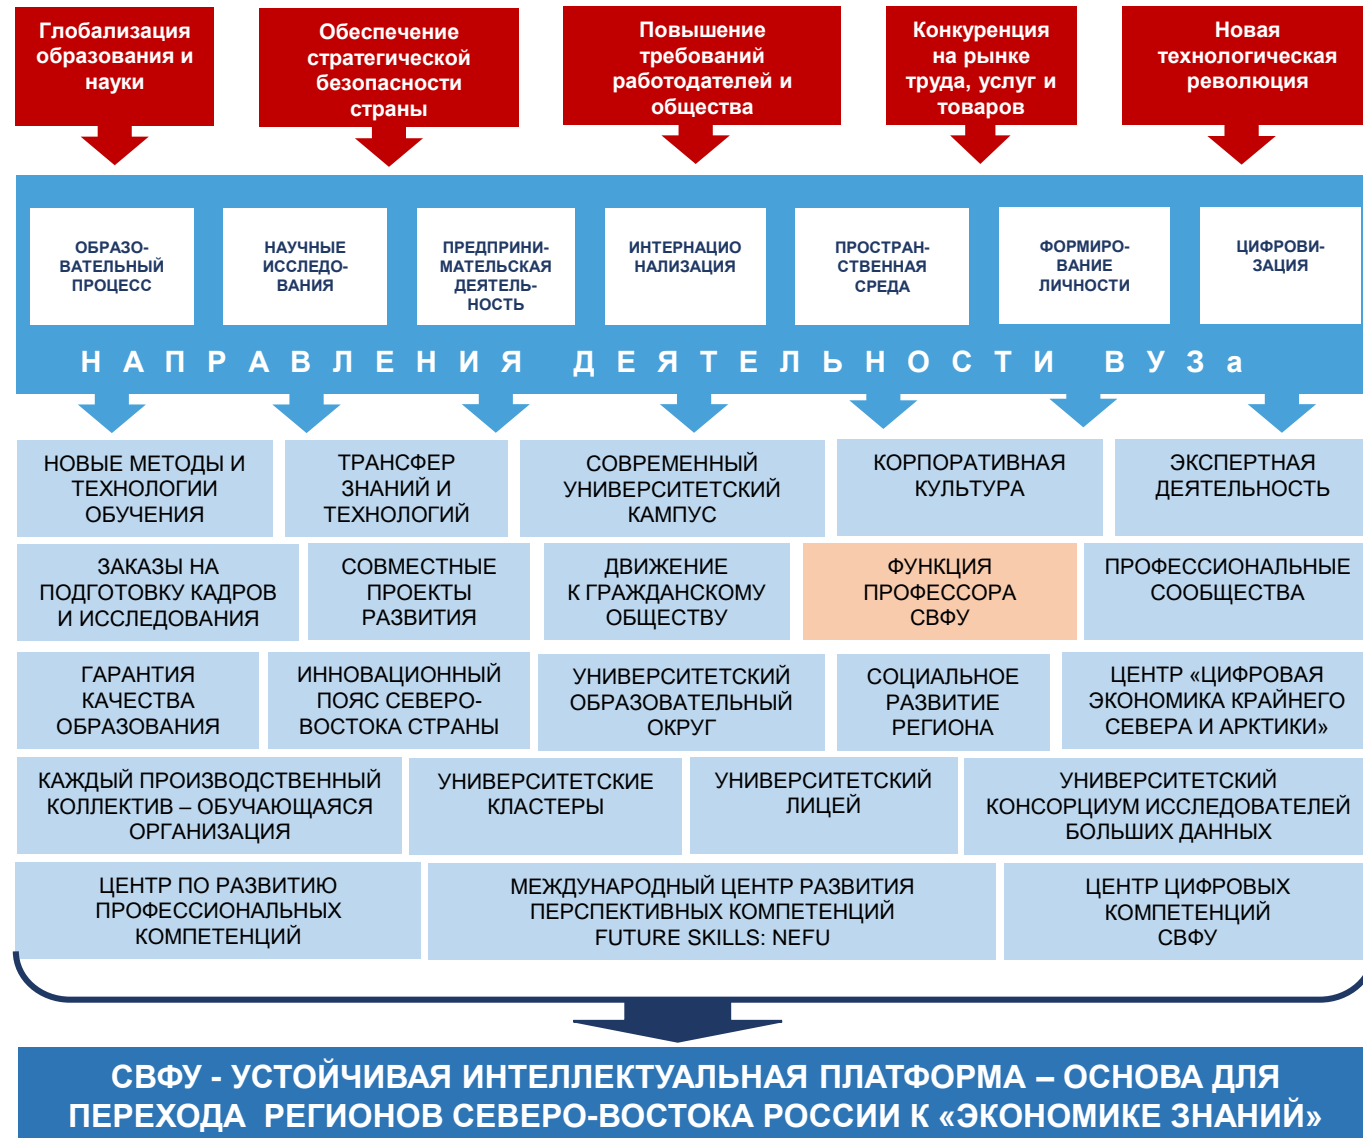 Глобализация
образования и
науки
Обеспечение
стратегической
безопасности
страны
Повышение
требований
работодателей и
общества
Конкуренция
на рынке
труда, услуг и
товаров
Новая
технологическая
революция
ОБРАЗО-
ВАТЕЛЬНЫЙ
ПРОЦЕСС
НАУЧНЫЕ
ИССЛЕДО-
ВАНИЯ
ПРЕДПРИНИ-
МАТЕЛЬСКАЯ
ДЕЯТЕЛЬ-
НОСТЬ
ИНТЕРНАЦИО
НАЛИЗАЦИЯ
ПРОСТРАН-
СТВЕННАЯ
СРЕДА
ФОРМИРО-
ВАНИЕ
ЛИЧНОСТИ
ЦИФРОВИ-
ЗАЦИЯ
НАПРАВЛЕНИЯ ДЕЯТЕЛЬНОСТИ ВУЗа
НОВЫЕ МЕТОДЫ И
ТЕХНОЛОГИИ
ОБУЧЕНИЯ
ТРАНСФЕР
ЗНАНИЙ И
ТЕХНОЛОГИЙ
СОВРЕМЕННЫЙ
УНИВЕРСИТЕТСКИЙ
КАМПУС
КОРПОРАТИВНАЯ
КУЛЬТУРА
ЭКСПЕРТНАЯ
ДЕЯТЕЛЬНОСТЬ
ЗАКАЗЫ НА
ПОДГОТОВКУ КАДРОВ
И ИССЛЕДОВАНИЯ
СОВМЕСТНЫЕ
ПРОЕКТЫ
РАЗВИТИЯ
ДВИЖЕНИЕ
К ГРАЖДАНСКОМУ
ОБЩЕСТВУ
ФУНКЦИЯ
ПРОФЕССОРА
СВФУ
ПРОФЕССИОНАЛЬНЫЕ
СООБЩЕСТВА
ГАРАНТИЯ
КАЧЕСТВА
ОБРАЗОВАНИЯ
ИННОВАЦИОННЫЙ
ПОЯС СЕВЕРО-
ВОСТОКА СТРАНЫ
УНИВЕРСИТЕТСКИЙ
ОБРАЗОВАТЕЛЬНЫЙ
ОКРУГ
СОЦИАЛЬНОЕ
РАЗВИТИЕ
РЕГИОНА
ЦЕНТР «ЦИФРОВАЯ
ЭКОНОМИКА КРАЙНЕГО
СЕВЕРА И АРКТИКИ»
КАЖДЫЙ ПРОИЗВОДСТВЕННЫЙ
КОЛЛЕКТИВ – ОБУЧАЮЩАЯСЯ
ОРГАНИЗАЦИЯ
УНИВЕРСИТЕТСКИЕ
КЛАСТЕРЫ
УНИВЕРСИТЕТСКИЙ
ЛИЦЕЙ
УНИВЕРСИТЕТСКИЙ
КОНСОРЦИУМ ИССЛЕДОВАТЕЛЕЙ
БОЛЬШИХ ДАННЫХ
ЦЕНТР ПО РАЗВИТИЮ
ПРОФЕССИОНАЛЬНЫХ
КОМПЕТЕНЦИЙ
МЕЖДУНАРОДНЫЙ ЦЕНТР РАЗВИТИЯ
ПЕРСПЕКТИВНЫХ КОМПЕТЕНЦИЙ
FUTURE SKILLS: NEFU
ЦЕНТР ЦИФРОВЫХ
КОМПЕТЕНЦИЙ
СВФУ
СВФУ - УСТОЙЧИВАЯ ИНТЕЛЛЕКТУАЛЬНАЯ ПЛАТФОРМА – ОСНОВА ДЛЯ
ПЕРЕХОДА РЕГИОНОВ СЕВЕРО-ВОСТОКА РОССИИ К «ЭКОНОМИКЕ ЗНАНИЙ»